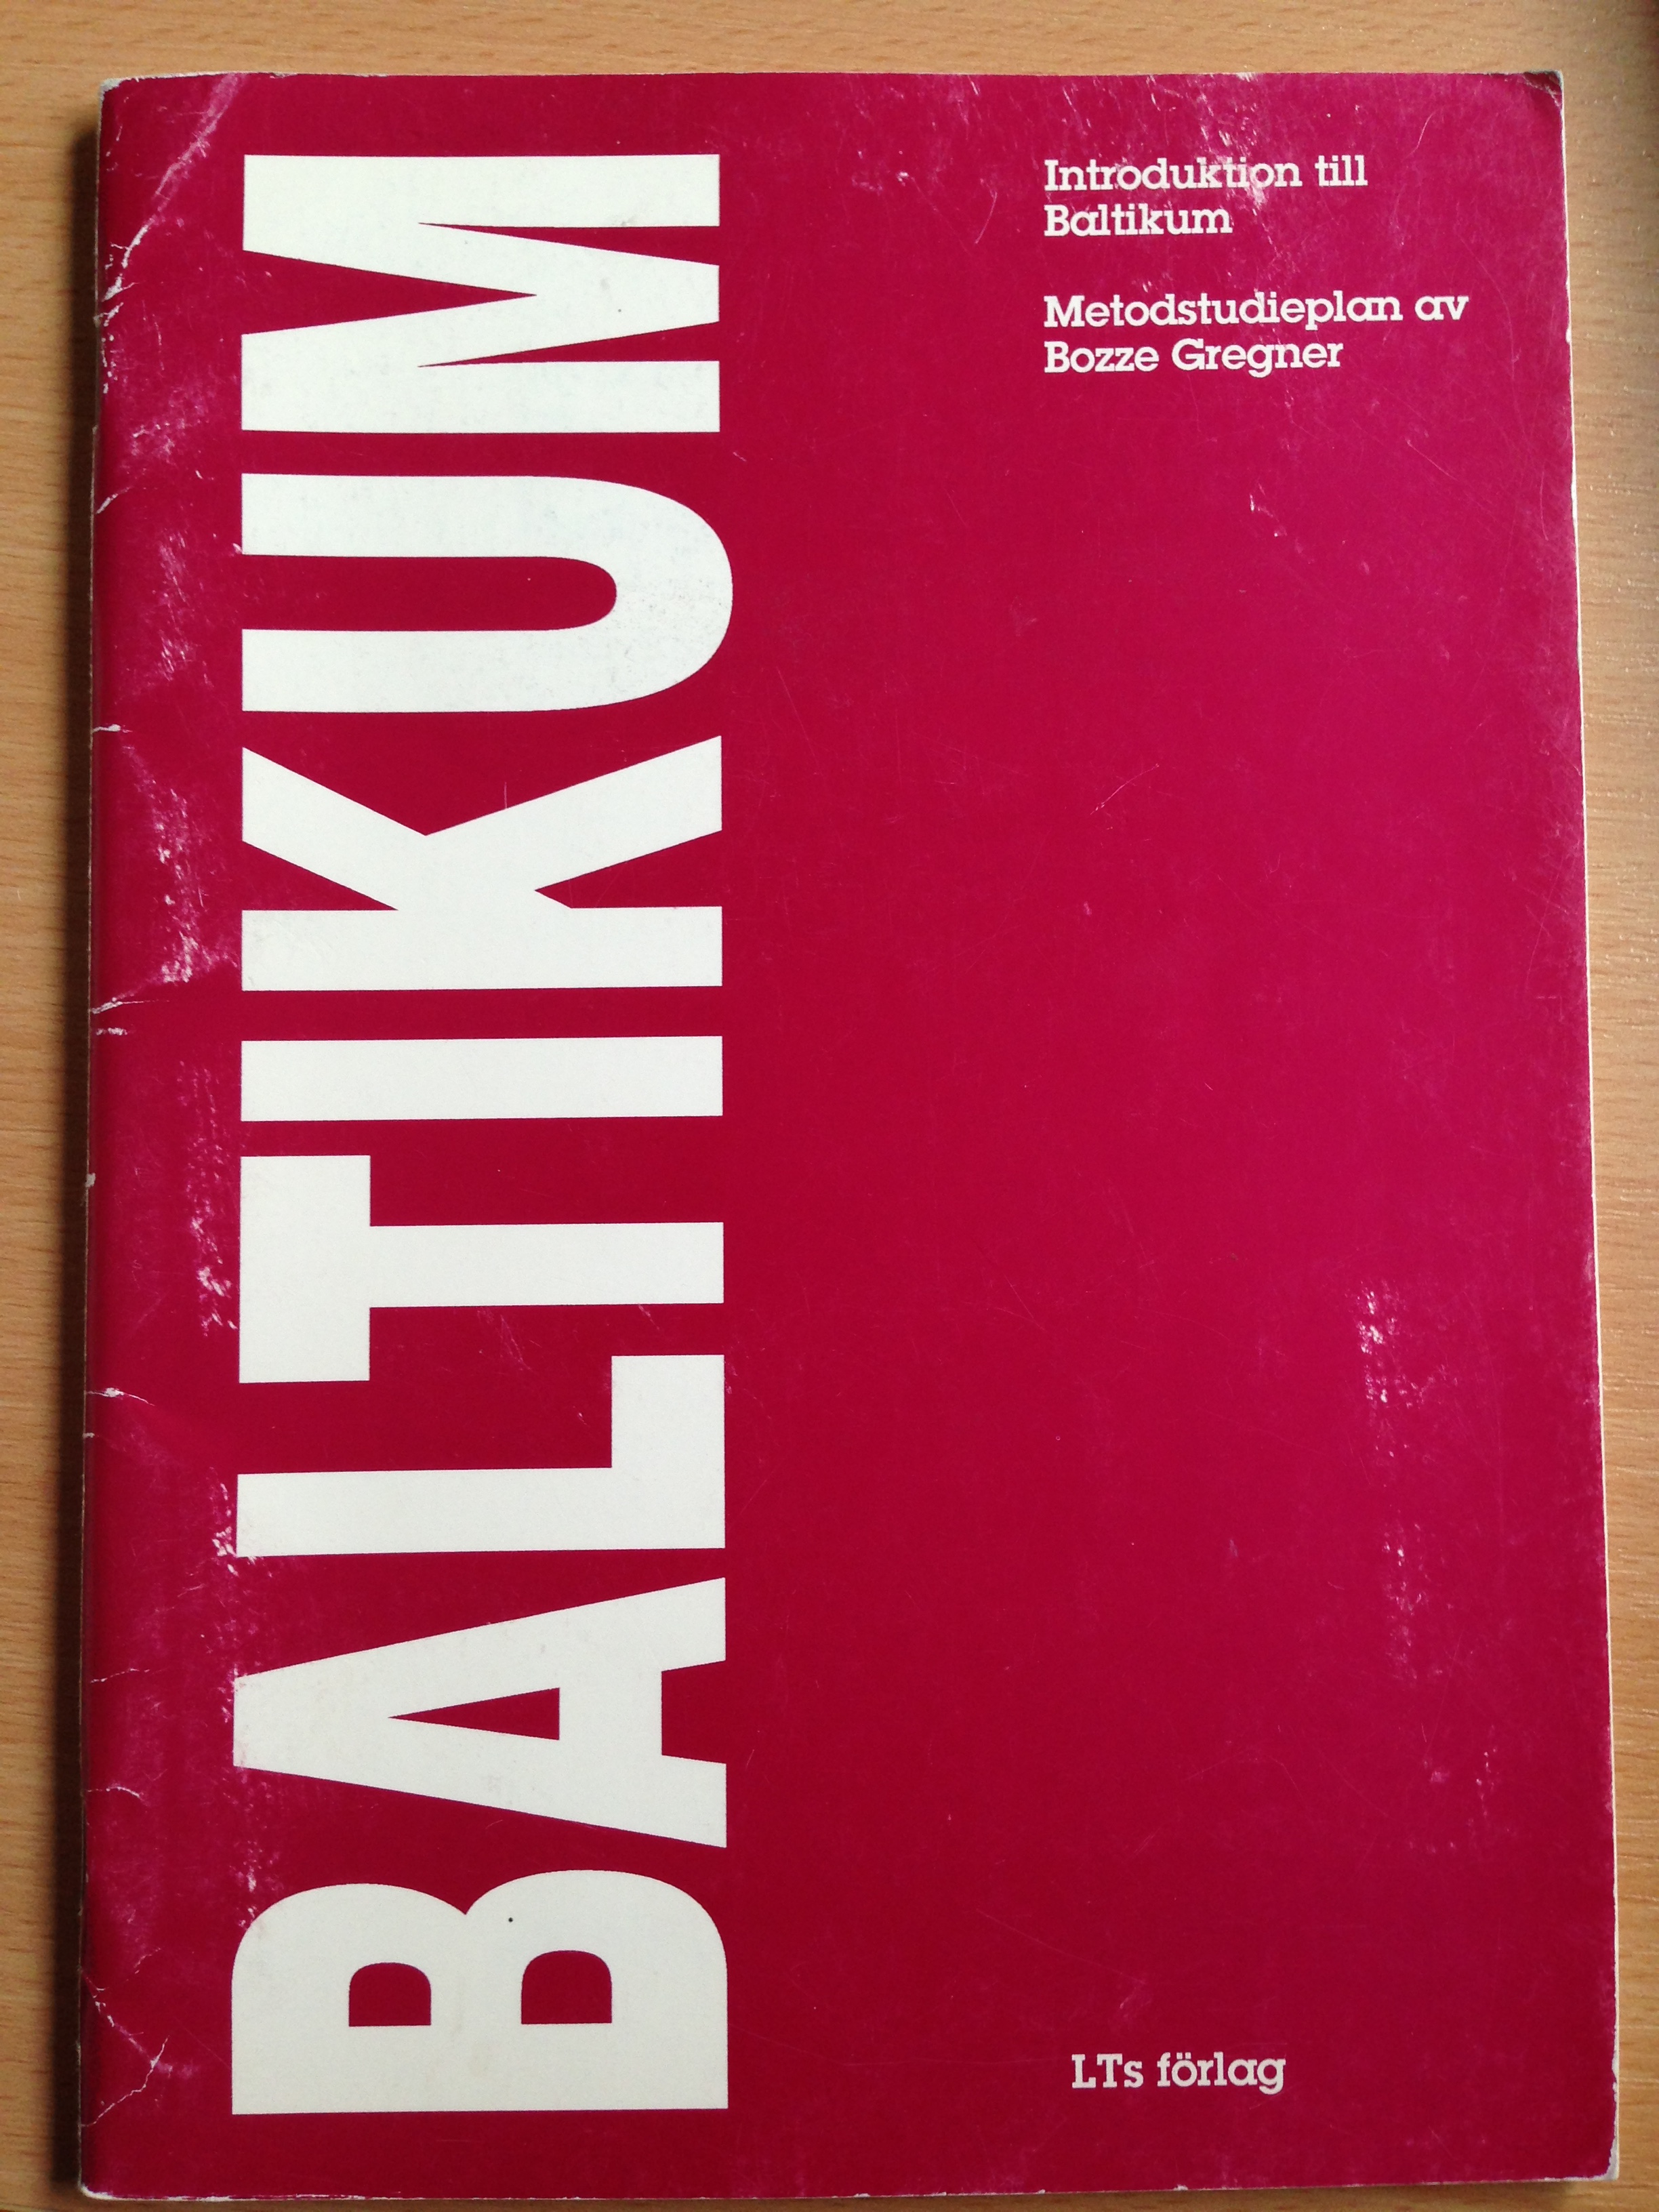 BALTIKUM
Introduktion till
Baltikum
Metodstudieplan av
Bozze Gregner
LTs förlag